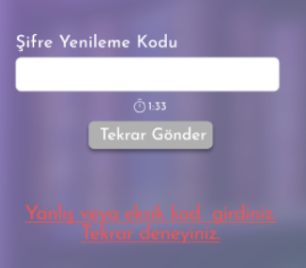 Şifre Yenileme Kodu
1:33
Tekrar Gönder
Yanlış veya eksik kod girdiniz.
Tekrar deneyiniz.